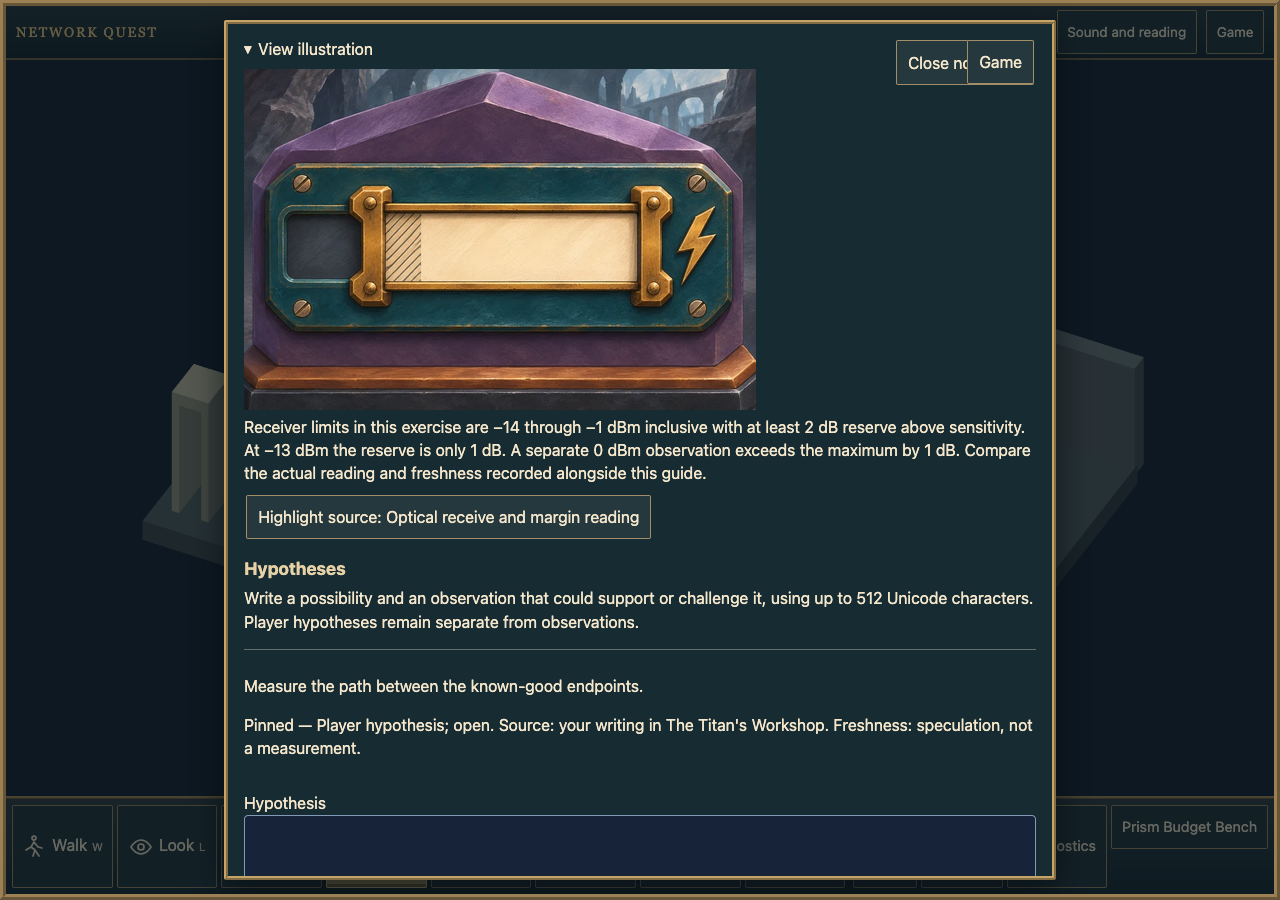 NETWORK QUEST
Sound and reading
Game
▼ View illustration
Close no
Game
Receiver limits in this exercise are −14 through −1 dBm inclusive with at least 2 dB reserve above sensitivity.
At −13 dBm the reserve is only 1 dB. A separate 0 dBm observation exceeds the maximum by 1 dB. Compare
the actual reading and freshness recorded alongside this guide.
Highlight source: Optical receive and margin reading
Hypotheses
Write a possibility and an observation that could support or challenge it, using up to 512 Unicode characters.
Player hypotheses remain separate from observations.
Measure the path between the known-good endpoints.
Pinned — Player hypothesis; open. Source: your writing in The Titan's Workshop. Freshness: speculation, not
a measurement.
Hypothesis
Walk W
Look L
ostics
Prism Budget Bench